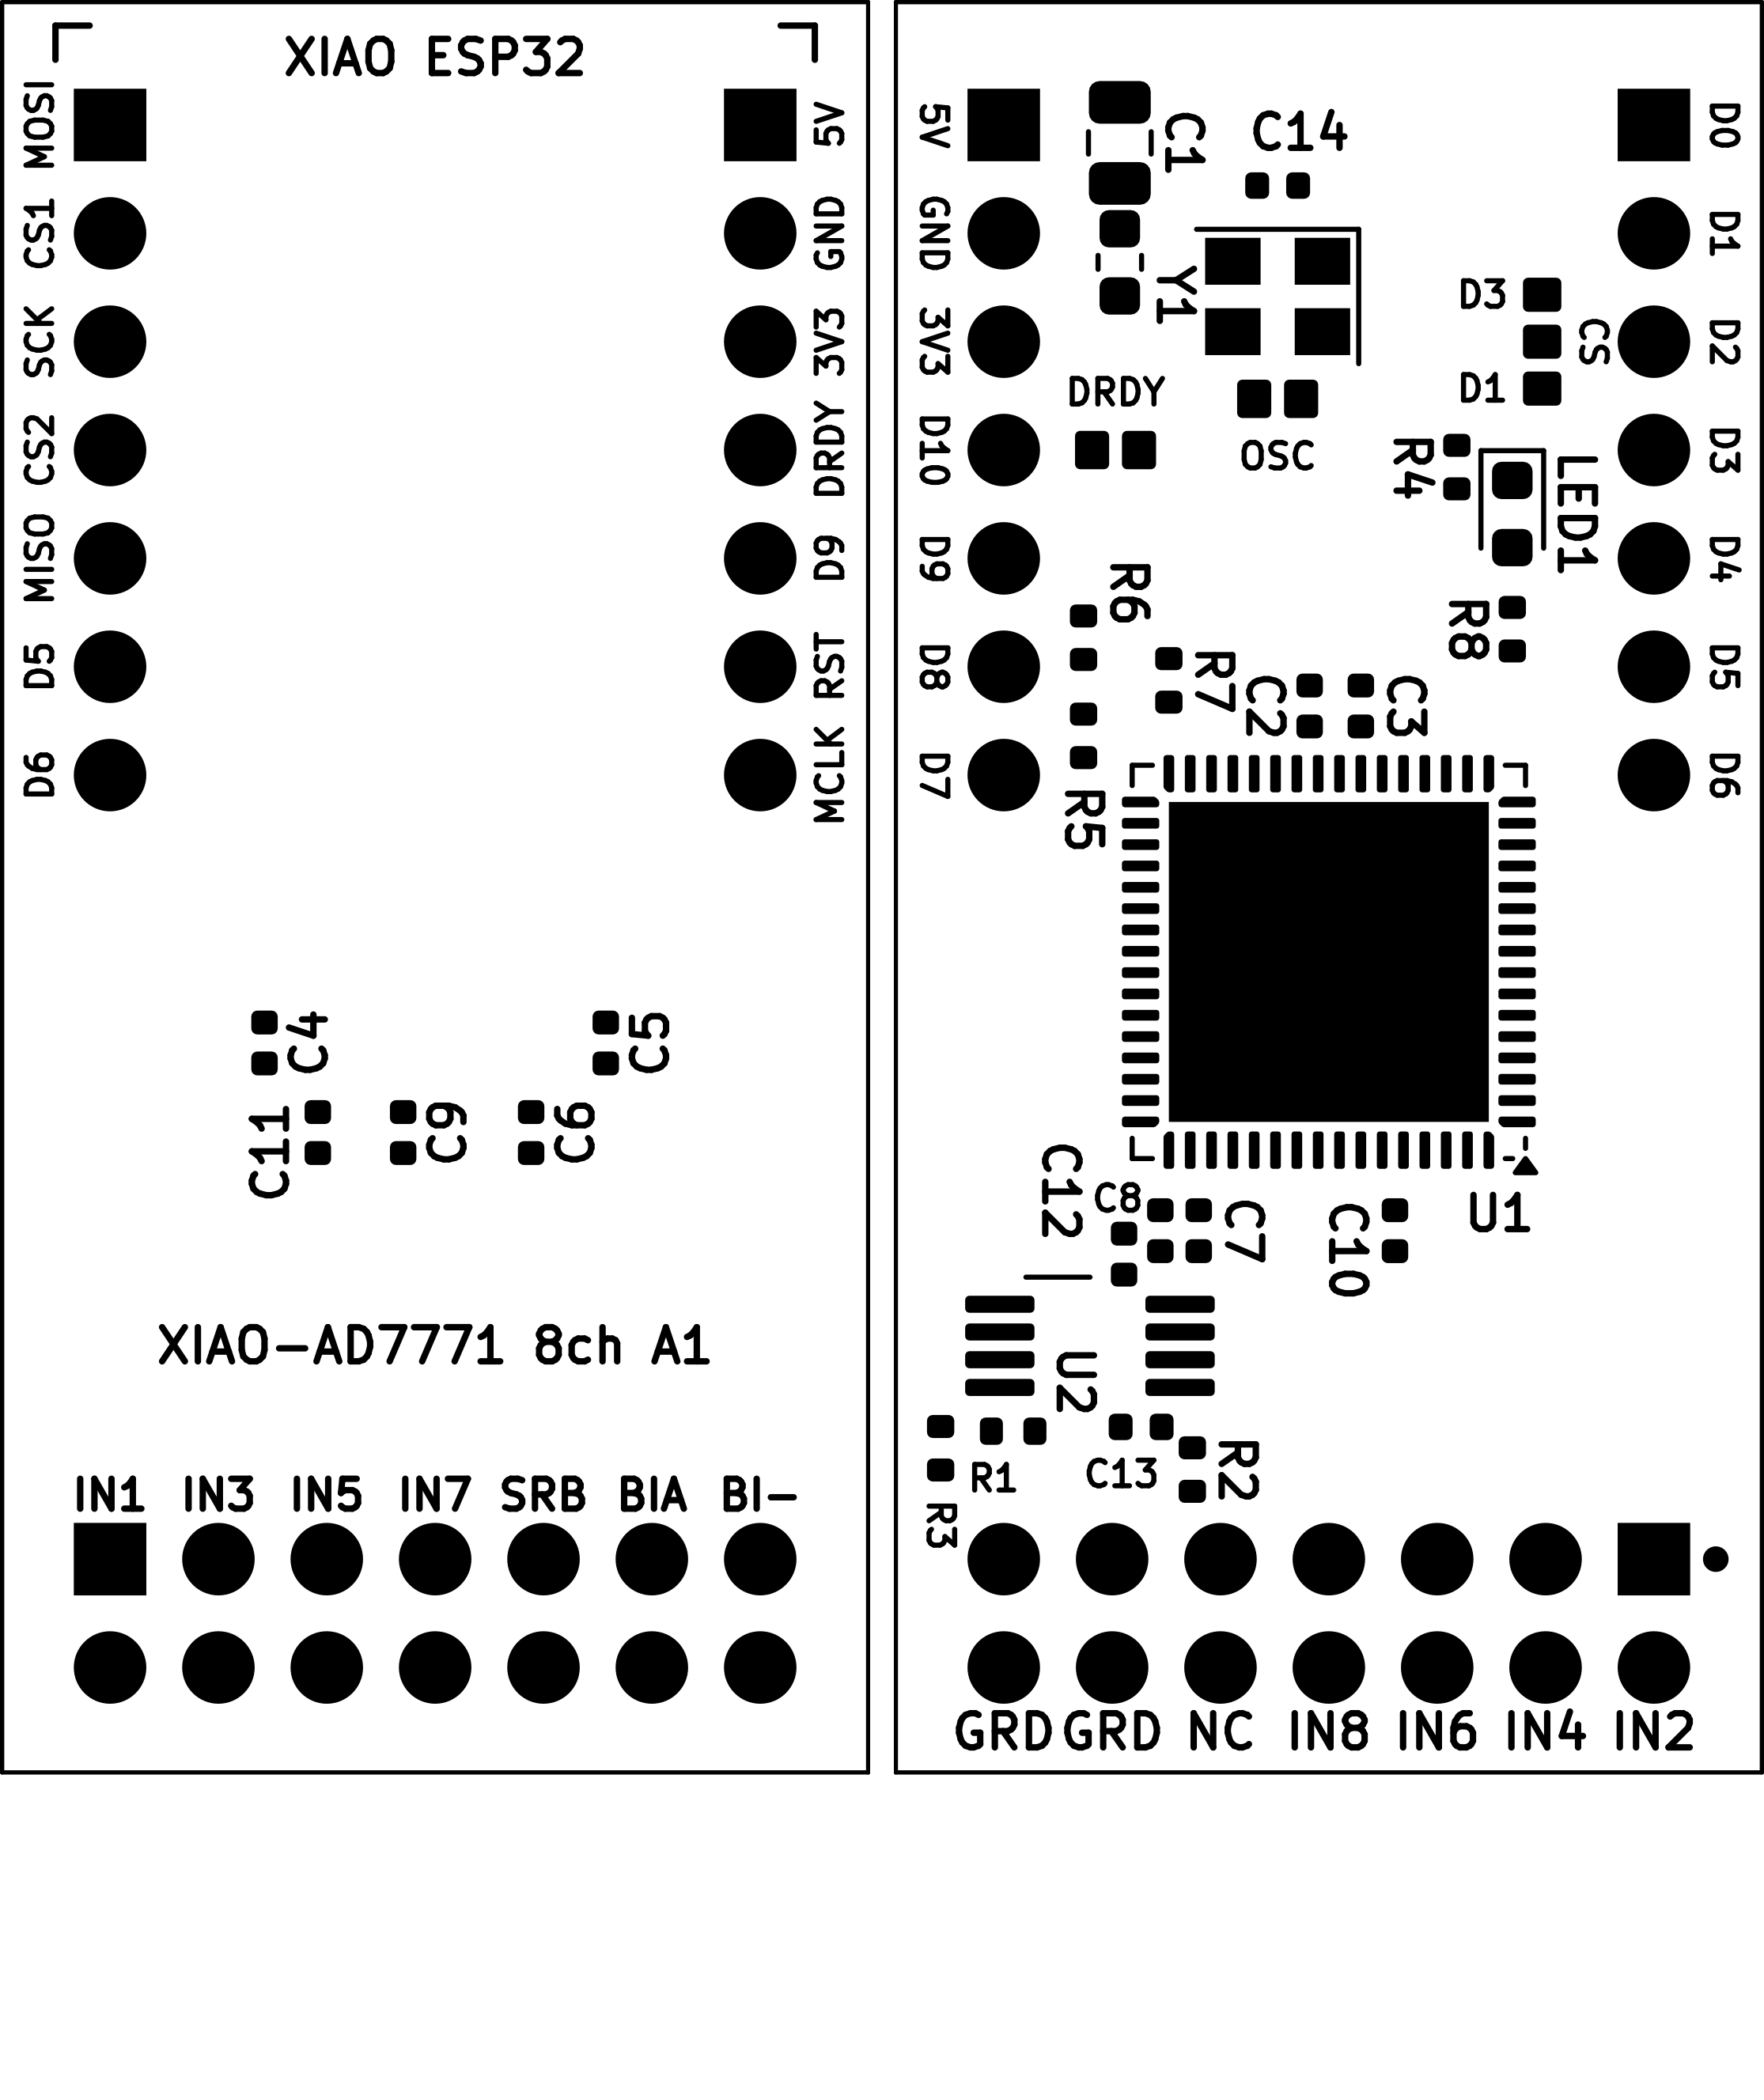 XIAO ESP32
MOSI
CS1
SCK
CS2
MISO
D5
D6
5V
GND
3V3
DRDY
D9
RST
MCLK
C4
C5
C11
C9
C6
XIAO-AD7771 8ch A1
IN1 IN3 IN5 IN7 SRB BIA BI-
5V
GND
3V3
D10
D9
D8
D7
D0
D1
D2
D3
D4
D5
D6
C1
C14
Y1
D3
CS
D1
DRDY
OSC
R4
LED1
R6
R8
R7
C2
C3
R5
C12
C8
C7
C10
U1
U2
R1
C13
R2
R3
GRD GRD NC IN8 IN6 IN4 IN2